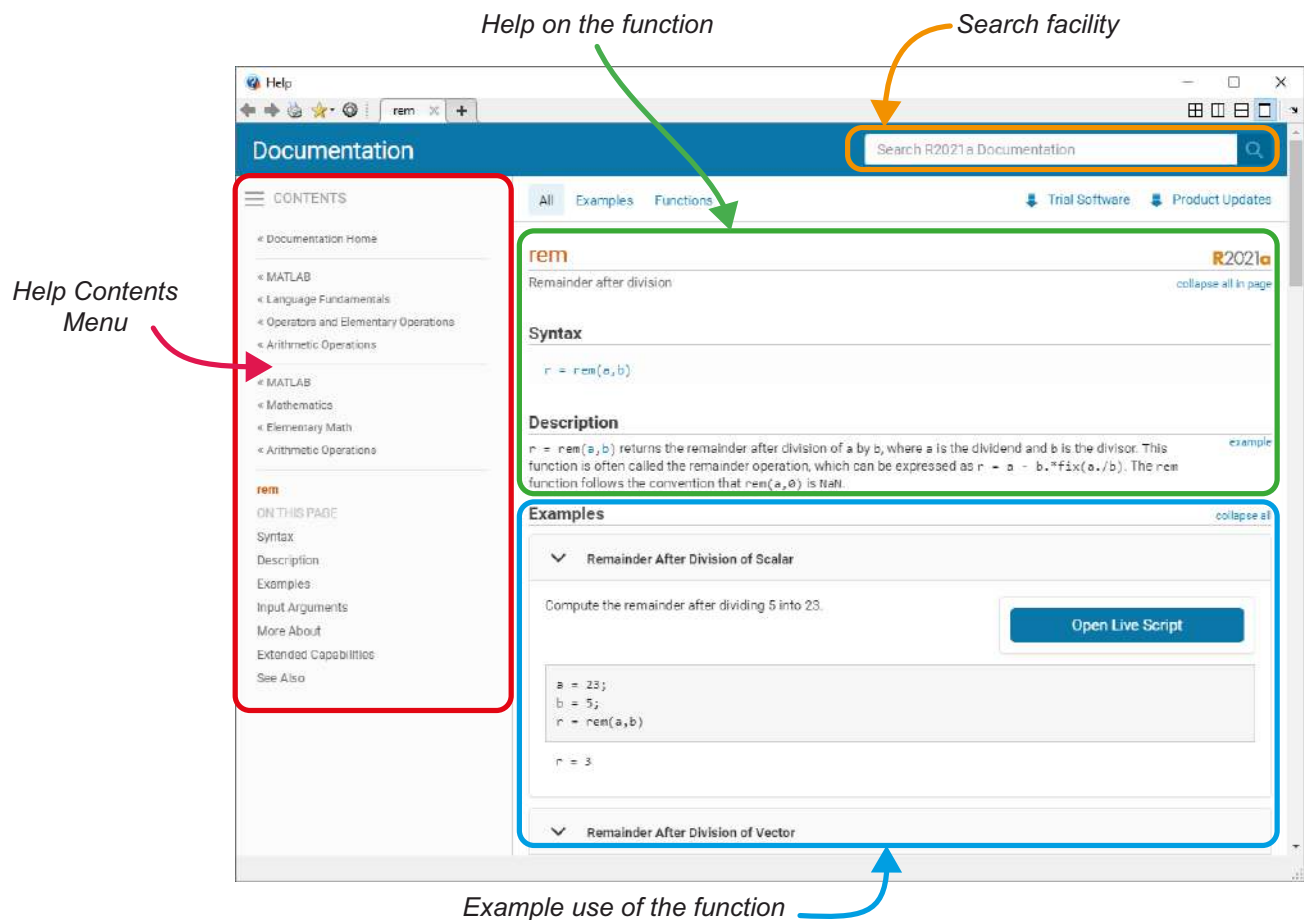 Help on the function
Search facility
Help
rem
Documentation
Search R2021a Documentation
CONTENTS
All Examples Functions
Trial Software Product Updates
« Documentation Home
« MATLAB
« Language Fundamentals
« Operators and Elementary Operations
« Arithmetic Operations
« MATLAB
« Mathematics
« Elementary Math
« Arithmetic Operations
rem
ON THIS PAGE
Syntax
Description
Examples
Input Arguments
More About
Extended Capabilities
See Also
Help Contents
Menu
rem
R2021a
Remainder after division
collapse all in page
Syntax
r = rem(a,b)
Description
r = rem(a,b) returns the remainder after division of a by b, where a is the dividend and b is the divisor. This
example
function is often called the remainder operation, which can be expressed as r = a - b.*fix(a./b). The rem
function follows the convention that rem(a,0) is NaN.
Examples
collapse all
Remainder After Division of Scalar
Compute the remainder after dividing 5 into 23.
Open Live Script
a = 23;
b = 5;
r = rem(a,b)
r = 3
Remainder After Division of Vector
Example use of the function